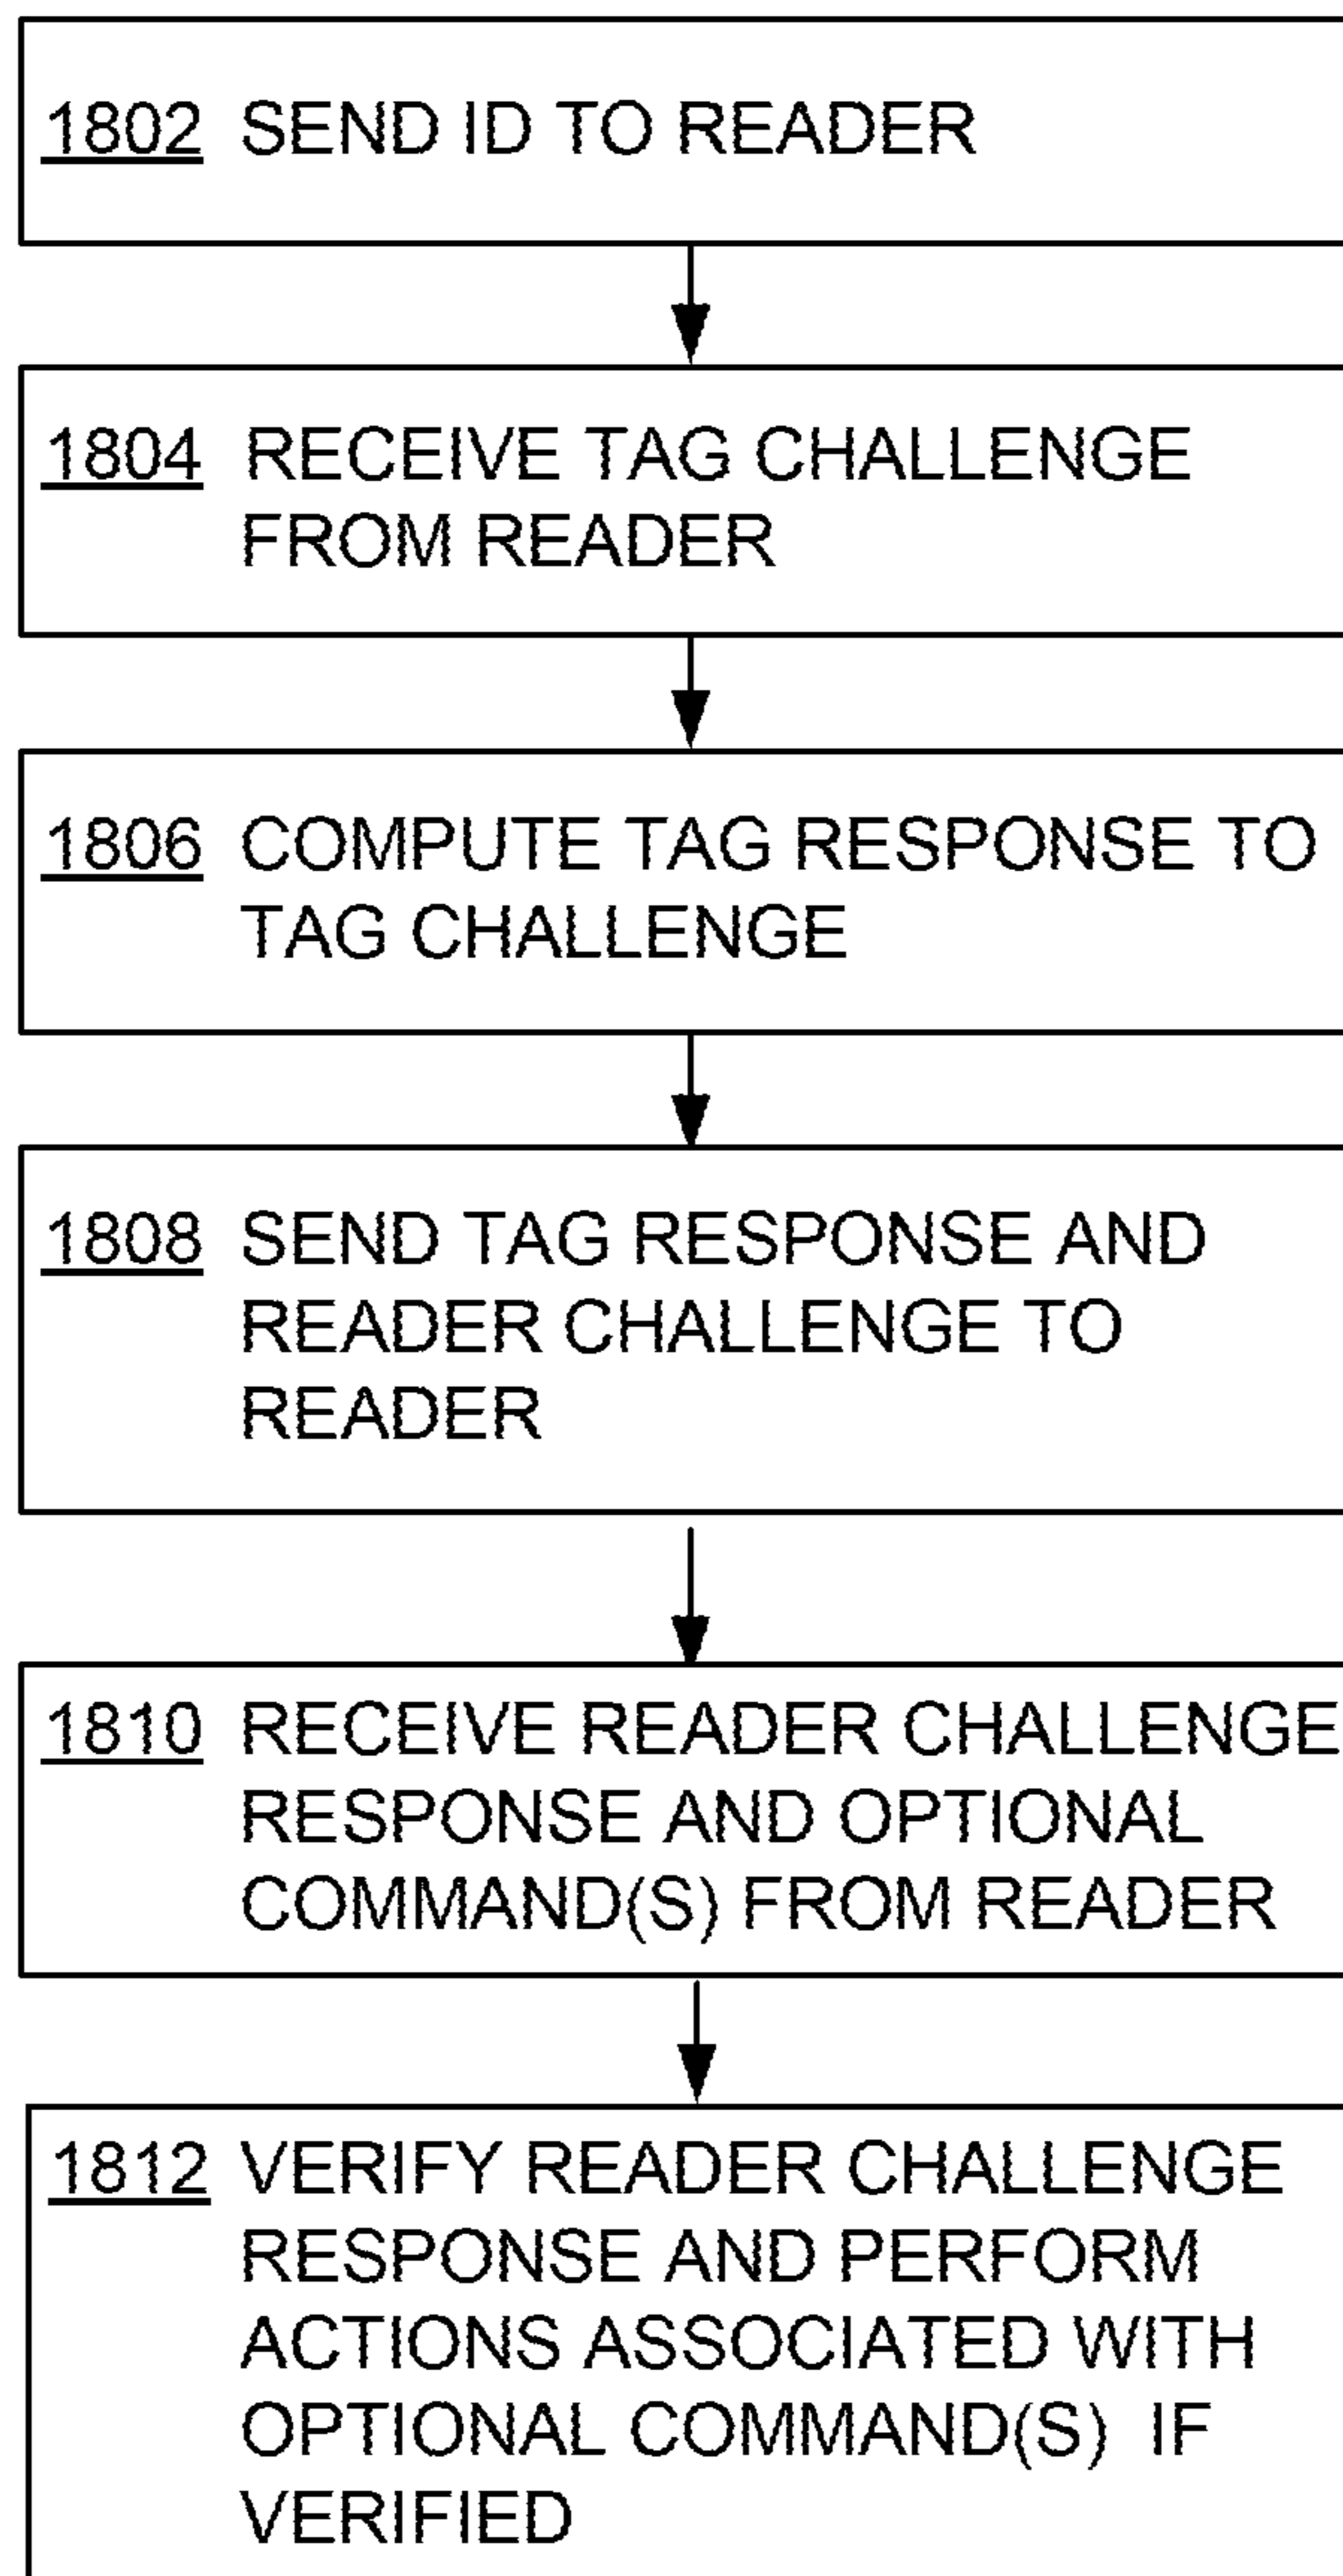 1802 SEND ID TO READER
1804 RECEIVE TAG CHALLENGE
FROM READER
1806 COMPUTE TAG RESPONSE TO
TAG CHALLENGE
1808 SEND TAG RESPONSE AND
READER CHALLENGE TO
READER
1810 RECEIVE READER CHALLENGE
RESPONSE AND OPTIONAL
COMMAND(S) FROM READER
1812 VERIFY READER CHALLENGE
RESPONSE AND PERFORM
ACTIONS ASSOCIATED WITH
OPTIONAL COMMAND(S) IF
VERIFIED